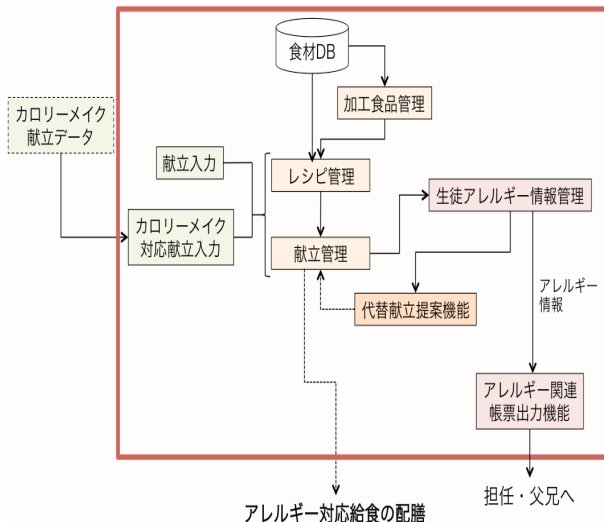 食材DB
加工食品管理
カロリーメイク
献立データ
献立入力
レシピ管理
生徒アレルギー情報管理
カロリーメイク
対応献立入力
献立管理
代替献立提案機能
アレルギー
情報
アレルギー関連
帳票出力機能
担任・父兄へ
アレルギー対応給食の配膳